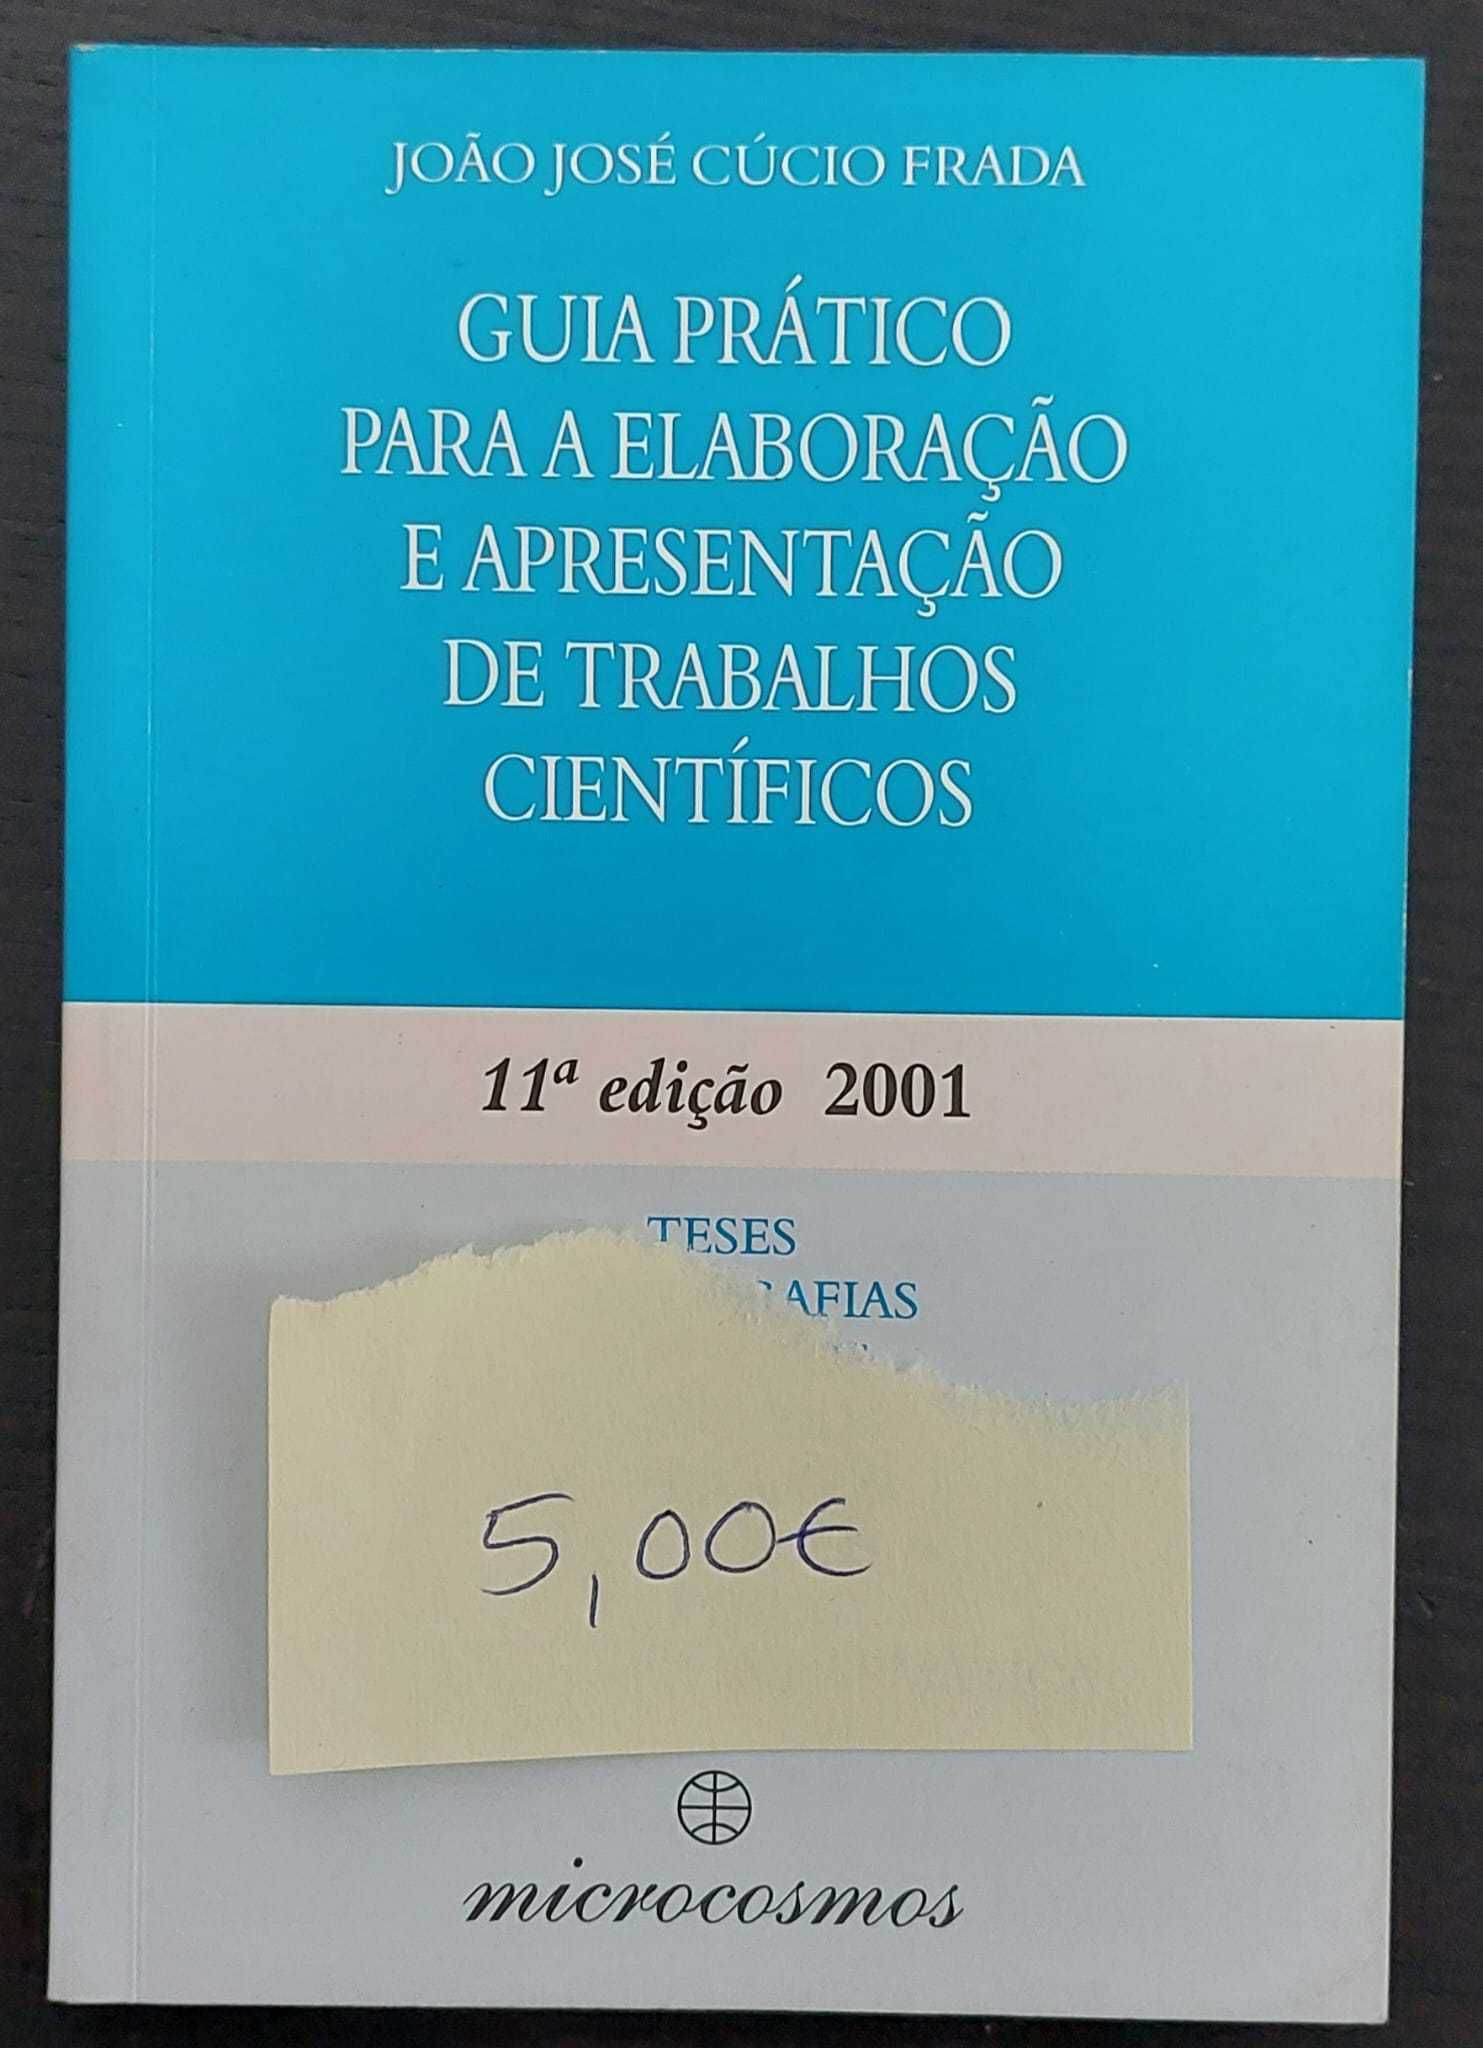 JOÃO JOSÉ CÚCIO FRADA
GUIA PRÁTICO
PARA A ELABORAÇÃO
E APRESENTAÇÃO
DE TRABALHOS
CIENTÍFICOS
11ª edição 2001
TESES
5,00€
microcosmos